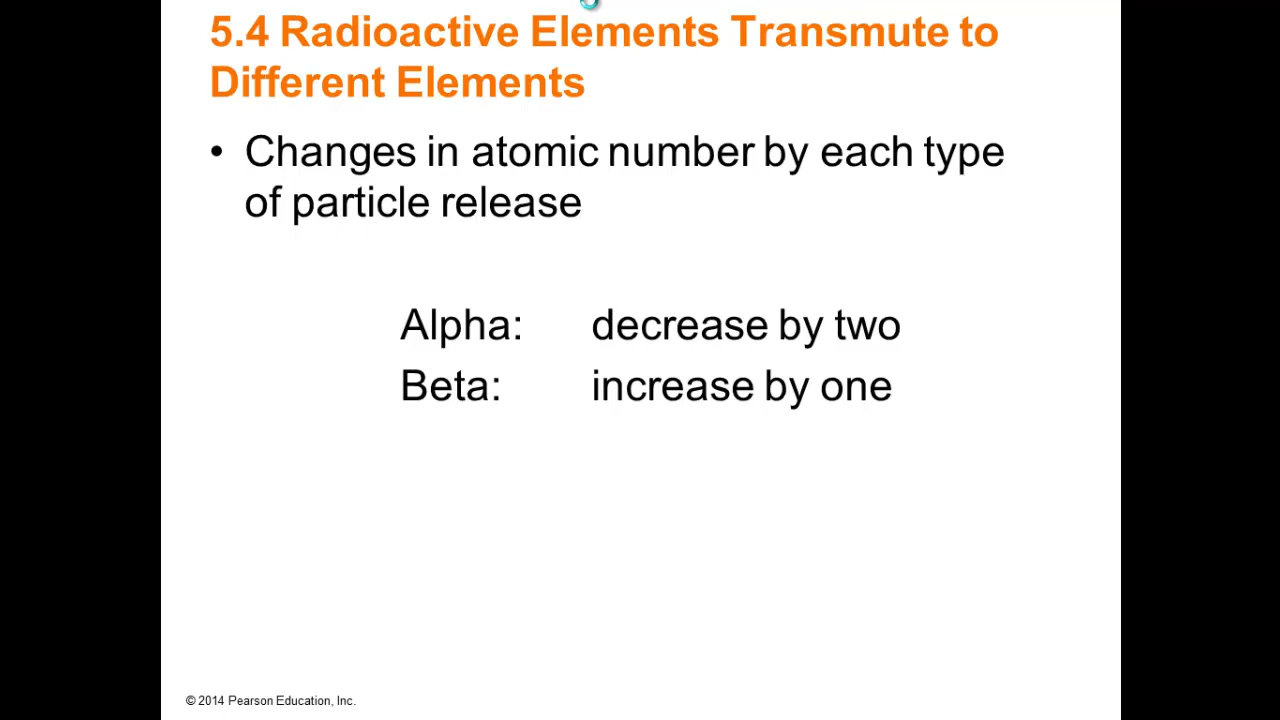 5.4 Radioactive Elements Transmute to
Different Elements
• Changes in atomic number by each type
of particle release
Alpha: decrease by two
Beta: increase by one
© 2014 Pearson Education, Inc.